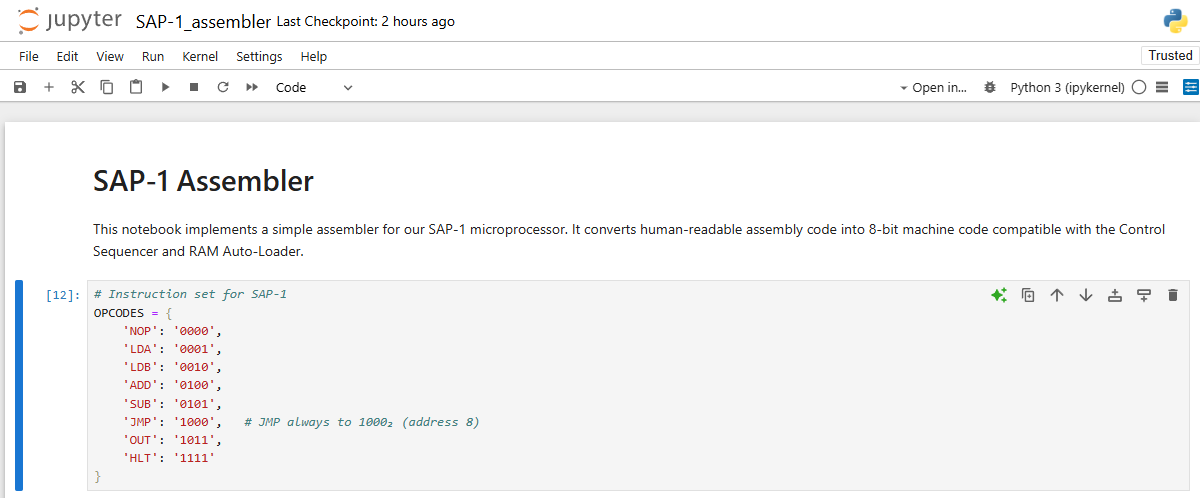 jupyter SAP-1_assembler Last Checkpoint: 2 hours ago
File Edit View Run Kernel Settings Help Trusted
Code Open in... Python 3 (ipykernel)
SAP-1 Assembler
This notebook implements a simple assembler for our SAP-1 microprocessor. It converts human-readable assembly code into 8-bit machine code compatible with the Control
Sequencer and RAM Auto-Loader.
[12]: # Instruction set for SAP-1
OPCODES = {
    'NOP': '0000',
    'LDA': '0001',
    'LDB': '0010',
    'ADD': '0100',
    'SUB': '0101',
    'JMP': '1000',   # JMP always to 1000₂ (address 8)
    'OUT': '1011',
    'HLT': '1111'
}